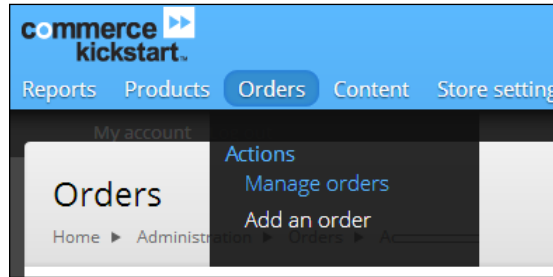 commerce
kickstart™
Reports Products Orders Content Store setting
My account
Actions
Manage orders
Add an order
Orders
Home ▶ Administration ▶ Orders ▶